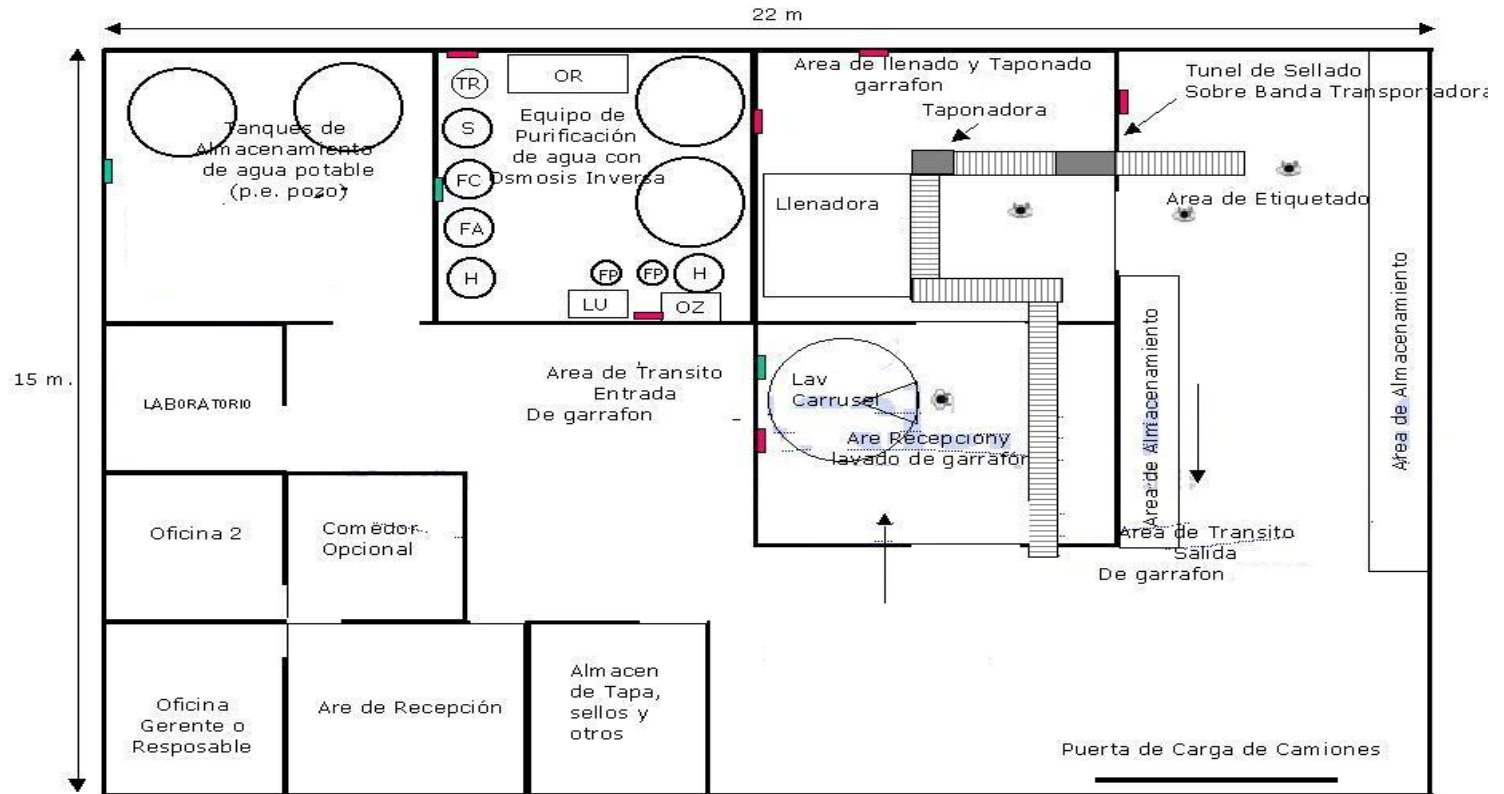 22 m
15 m.
Tanques de
Almacenamiento
de agua potable
(p.e. pozo)
TR
S
FC
FA
H
OR
Equipo de
Purificación
de agua con
Osmosis Inversa
FP
FP
H
LU
OZ
Area de llenado y Taponado
garrafon
Taponadora
Llenadora
Tunel de Sellado
Sobre Banda Transportadora
Area de Etiquetado
Area de Almacenamiento
Area de Almacenamiento
LABORATORIO
Area de Transito
Entrada
De garrafon
Lav
Carrusel
Are Recepciony
lavado de garrafon
Area de Transito
Salida
De garrafon
Oficina 2
Comedor
Opcional
Oficina
Gerente o
Resposable
Are de Recepción
Almacen
de Tapa,
sellos y
otros
Puerta de Carga de Camiones